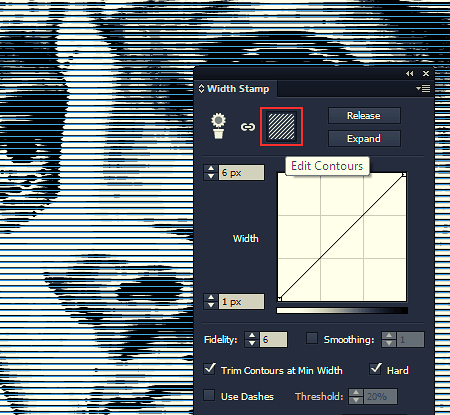 Width Stamp
Release
Expand
Edit Contours
6 px
Width
1 px
Fidelity: 6 Smoothing: 1
Trim Contours at Min Width Hard
Use Dashes Threshold: 20%